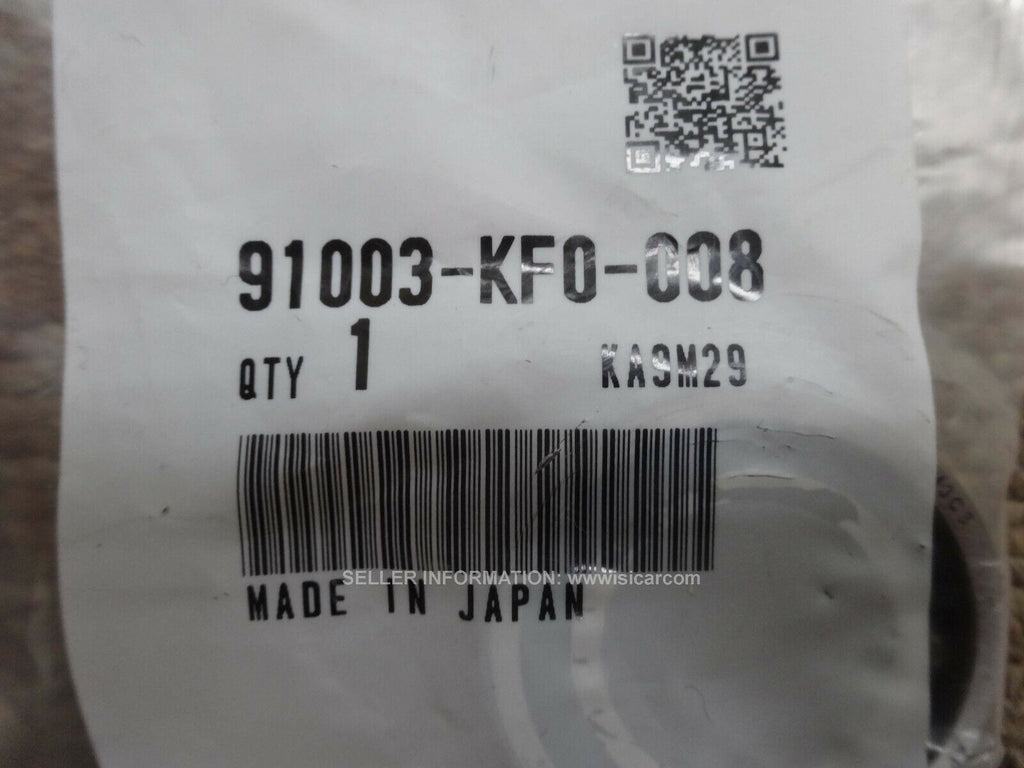 91003-KF0-008
QTY 1 KA9M29
SELLER INFORMATION: wwwisicarcom
MADE IN JAPAN